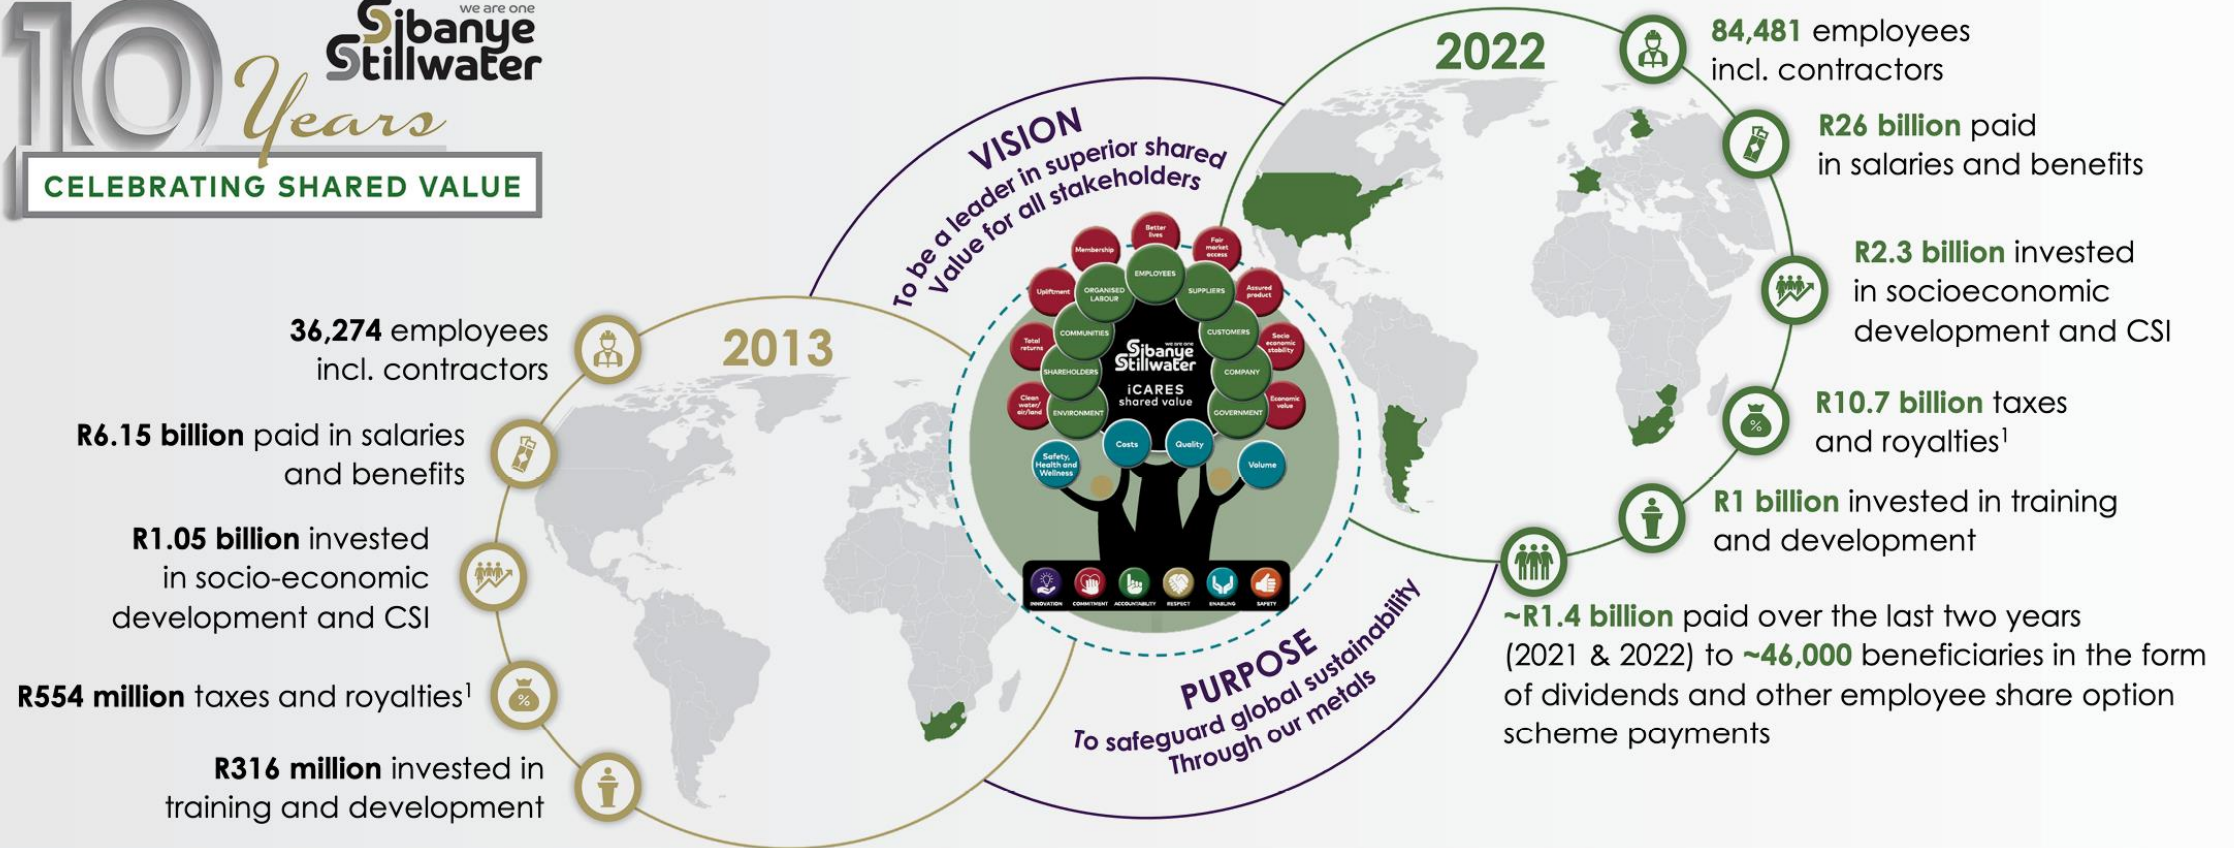 10
Years
we are one
Sibanye
Stillwater
CELEBRATING SHARED VALUE
2013
36,274 employees
incl. contractors
R6.15 billion paid in salaries
and benefits
R1.05 billion invested
in socio-economic
development and CSI
R554 million taxes and royalties¹
R316 million invested in
training and development
VISION
To be a leader in superior shared
Value for all stakeholders
Better
lives
Membership
Fair
market
access
Upliftment
Assured
product
Total
returns
Socio
economic
stability
Clean
water/
air/land
Economic
value
EMPLOYEES
ORGANISED
LABOUR
SUPPLIERS
COMMUNITIES
CUSTOMERS
SHAREHOLDERS
COMPANY
ENVIRONMENT
GOVERNMENT
we are one
Sibanye
Stillwater
iCARES
shared value
Costs
Quality
Safety,
Health and
Wellness
Volume
INNOVATION
COMMITMENT
ACCOUNTABILITY
RESPECT
ENABLING
SAFETY
PURPOSE
To safeguard global sustainability
Through our metals
2022
84,481 employees
incl. contractors
R26 billion paid
in salaries and benefits
R2.3 billion invested
in socioeconomic
development and CSI
R10.7 billion taxes
and royalties¹
R1 billion invested in training
and development
~R1.4 billion paid over the last two years
(2021 & 2022) to ~46,000 beneficiaries in the form
of dividends and other employee share option
scheme payments